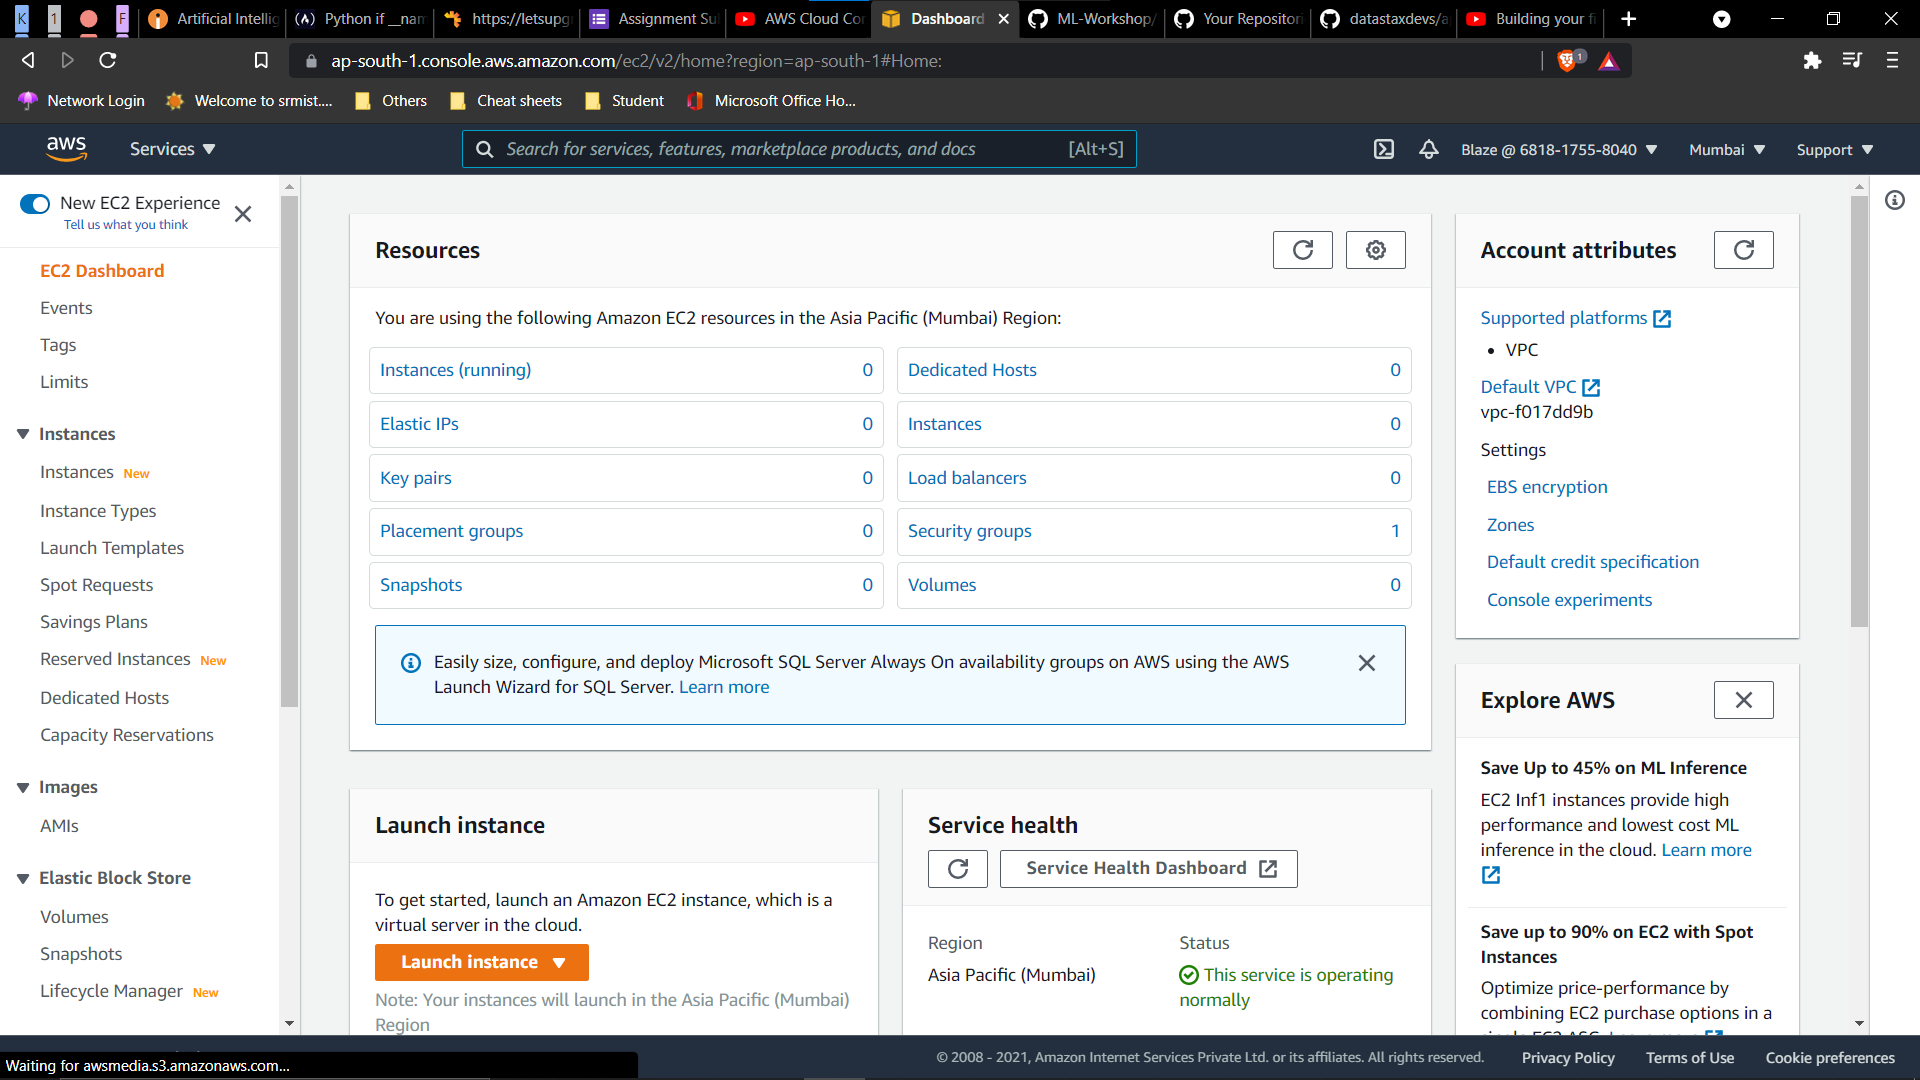 K
1
F
Artificial Intellig
Python if __nam
https://letsupg
Assignment Sul
AWS Cloud Cor
Dashboard
ML-Workshop/
Your Repositori
datastaxdevs/a
Building your fi
ap-south-1.console.aws.amazon.com/ec2/v2/home?region=ap-south-1#Home:
1
Network Login
Welcome to srmist....
Others
Cheat sheets
Student
Microsoft Office Ho...
aws
Services
Search for services, features, marketplace products, and docs
[Alt+S]
Blaze @ 6818-1755-8040
Mumbai
Support
New EC2 Experience
Tell us what you think
EC2 Dashboard
Events
Tags
Limits
Instances
Instances New
Instance Types
Launch Templates
Spot Requests
Savings Plans
Reserved Instances New
Dedicated Hosts
Capacity Reservations
Images
AMIs
Elastic Block Store
Volumes
Snapshots
Lifecycle Manager New
Resources
You are using the following Amazon EC2 resources in the Asia Pacific (Mumbai) Region:
Instances (running) 0
Dedicated Hosts 0
Elastic IPs 0
Instances 0
Key pairs 0
Load balancers 0
Placement groups 0
Security groups 1
Snapshots 0
Volumes 0
Easily size, configure, and deploy Microsoft SQL Server Always On availability groups on AWS using the AWS
Launch Wizard for SQL Server. Learn more
Launch instance
To get started, launch an Amazon EC2 instance, which is a
virtual server in the cloud.
Launch instance
Note: Your instances will launch in the Asia Pacific (Mumbai)
Region
Service health
Service Health Dashboard
Region
Asia Pacific (Mumbai)
Status
This service is operating
normally
Account attributes
Supported platforms
• VPC
Default VPC
vpc-f017dd9b
Settings
EBS encryption
Zones
Default credit specification
Console experiments
Explore AWS
Save Up to 45% on ML Inference
EC2 Inf1 instances provide high
performance and lowest cost ML
inference in the cloud. Learn more
Save up to 90% on EC2 with Spot
Instances
Optimize price-performance by
combining EC2 purchase options in a
Waiting for awsmedia.s3.amazonaws.com...
© 2008 - 2021, Amazon Internet Services Private Ltd. or its affiliates. All rights reserved.
Privacy Policy
Terms of Use
Cookie preferences